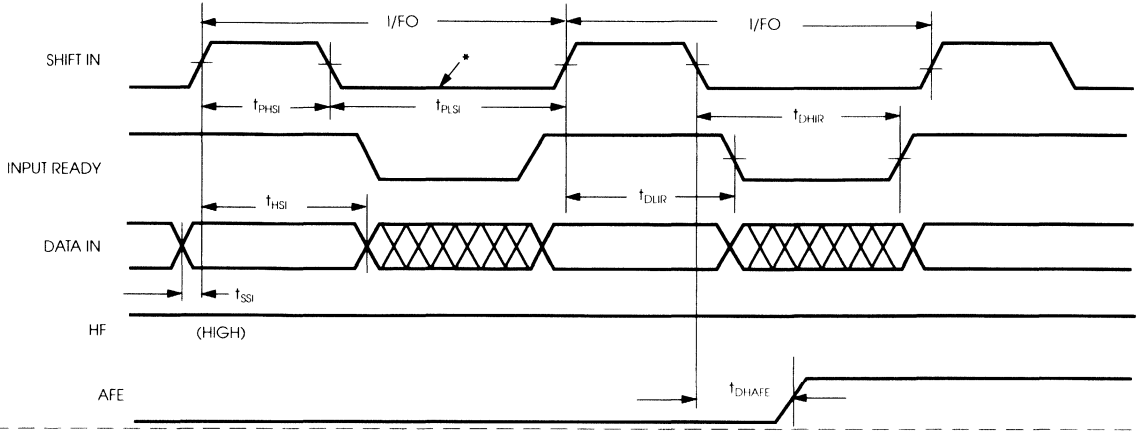 I/FO I/FO
SHIFT IN
*
tPHSI tPLSI tDHIR
INPUT READY
tHSI tDLIR
DATA IN
tSSI
HF (HIGH)
AFE tDHAFE